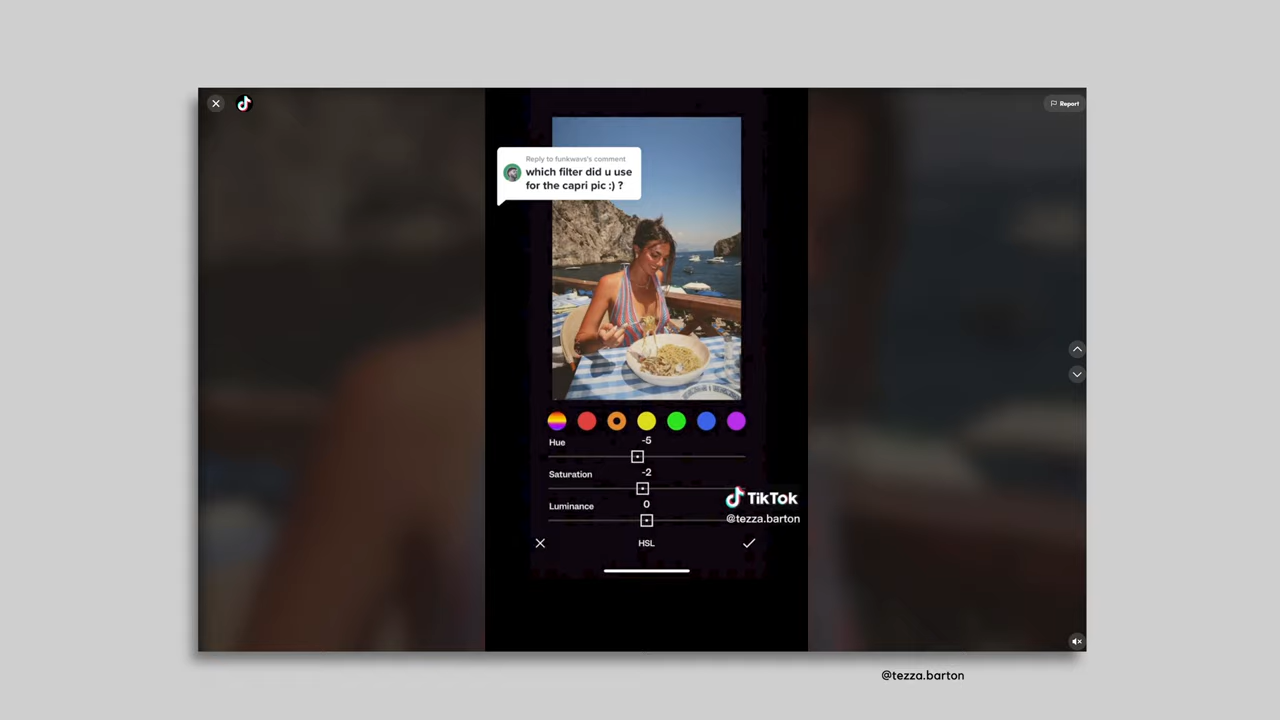 Report
Reply to funkwavs's comment
which filter did u use
for the capri pic :) ?
Hue
-5
Saturation
-2
Luminance
0
TikTok
@tezza.barton
HSL
@tezza.barton